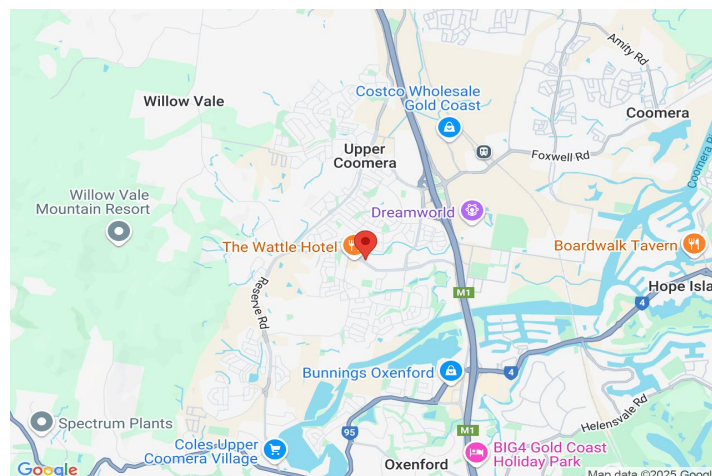 Amity Rd
Costco Wholesale
Gold Coast
Willow Vale
Coomera
Upper
Coomera
Foxwell Rd
Coomera R
Willow Vale
Mountain Resort
Dreamworld
The Wattle Hotel
Boardwalk Tavern
Reserve Rd
M1
Hope Isla
4
Bunnings Oxenford
4
Helensvale Rd
Spectrum Plants
95
M1
Coles Upper
Coomera Village
BIG4 Gold Coast
Holiday Park
Oxenford
Google
Map data ©2025 Google